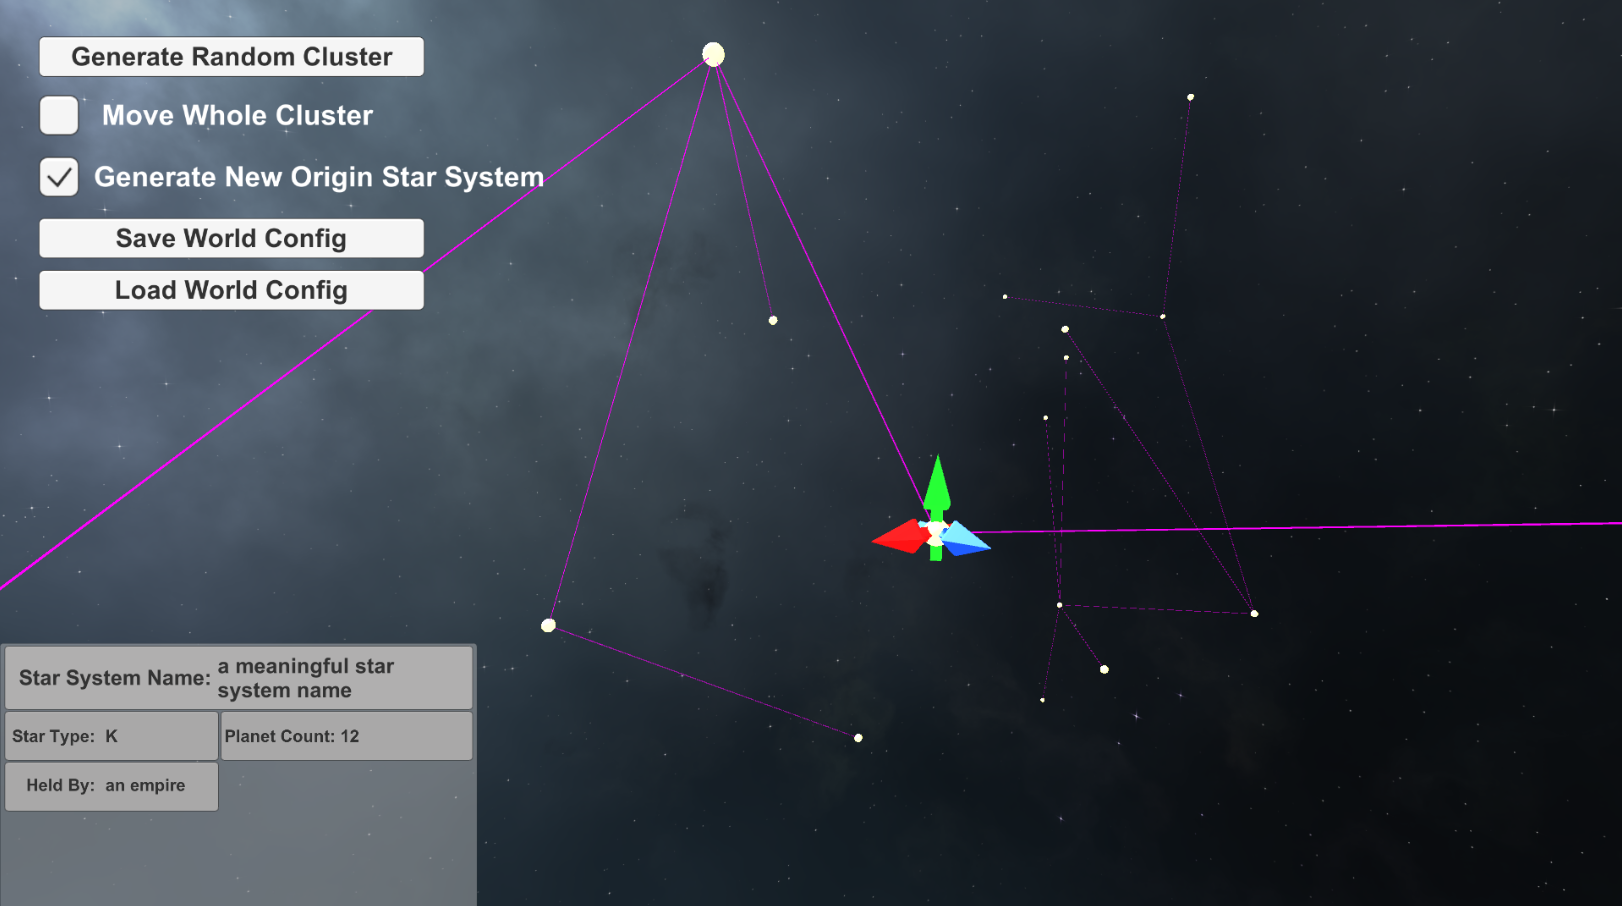 Generate Random Cluster
Move Whole Cluster
Generate New Origin Star System
Save World Config
Load World Config
Star System Name: a meaningful star
system name
Star Type: K
Planet Count: 12
Held By: an empire